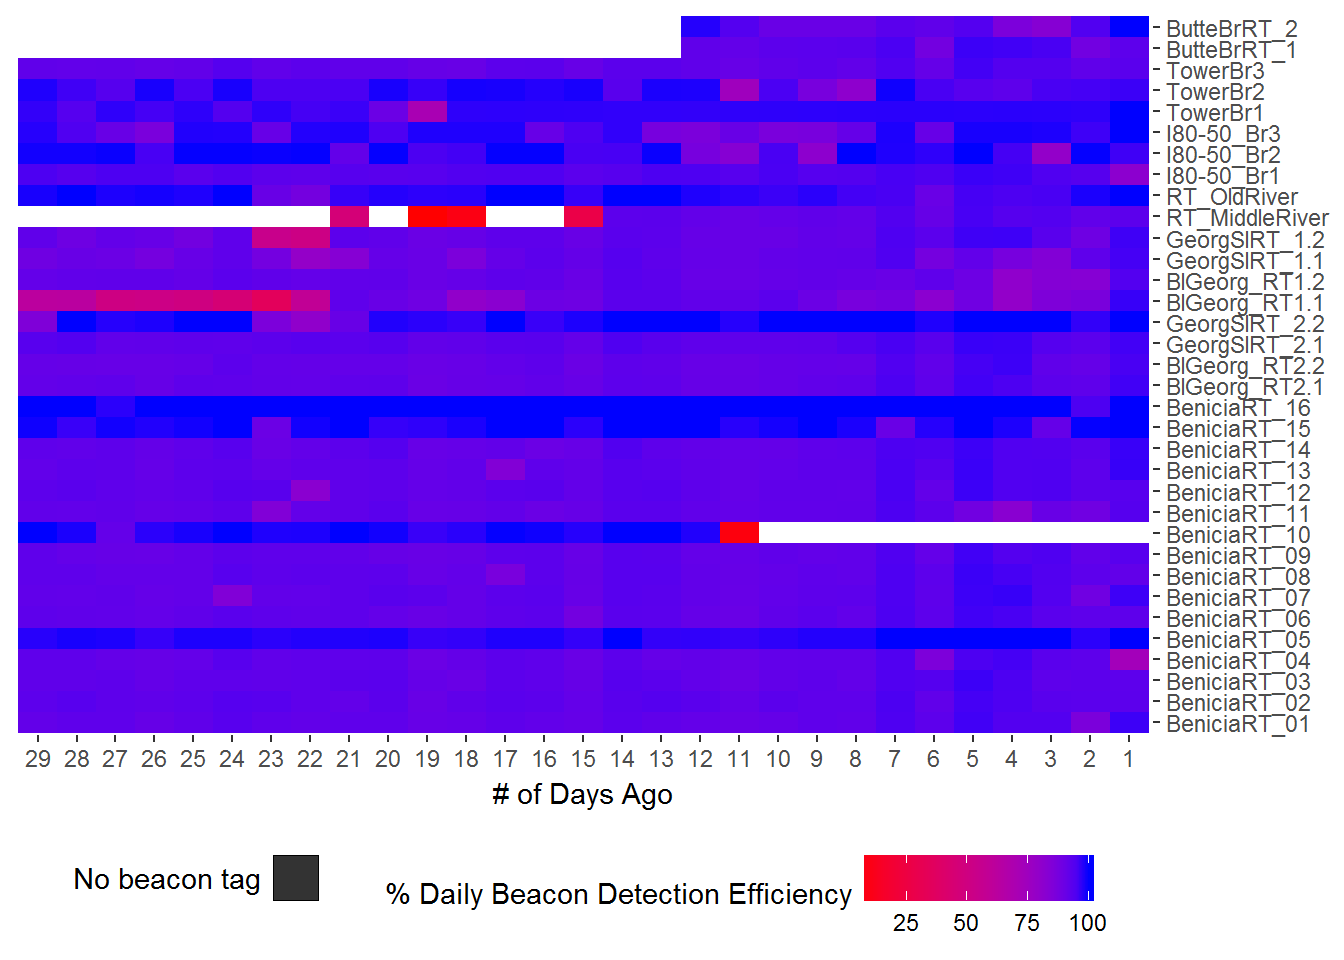 ButteBrRT_2
ButteBrRT_1
TowerBr3
TowerBr2
TowerBr1
I80-50_Br3
I80-50_Br2
I80-50_Br1
RT_OldRiver
RT_MiddleRiver
GeorgSlRT_1.2
GeorgSlRT_1.1
BlGeorg_RT1.2
BlGeorg_RT1.1
GeorgSlRT_2.2
GeorgSlRT_2.1
BlGeorg_RT2.2
BlGeorg_RT2.1
BeniciaRT_16
BeniciaRT_15
BeniciaRT_14
BeniciaRT_13
BeniciaRT_12
BeniciaRT_11
BeniciaRT_10
BeniciaRT_09
BeniciaRT_08
BeniciaRT_07
BeniciaRT_06
BeniciaRT_05
BeniciaRT_04
BeniciaRT_03
BeniciaRT_02
BeniciaRT_01
29 28 27 26 25 24 23 22 21 20 19 18 17 16 15 14 13 12 11 10 9 8 7 6 5 4 3 2 1
# of Days Ago
No beacon tag
% Daily Beacon Detection Efficiency
25 50 75 100